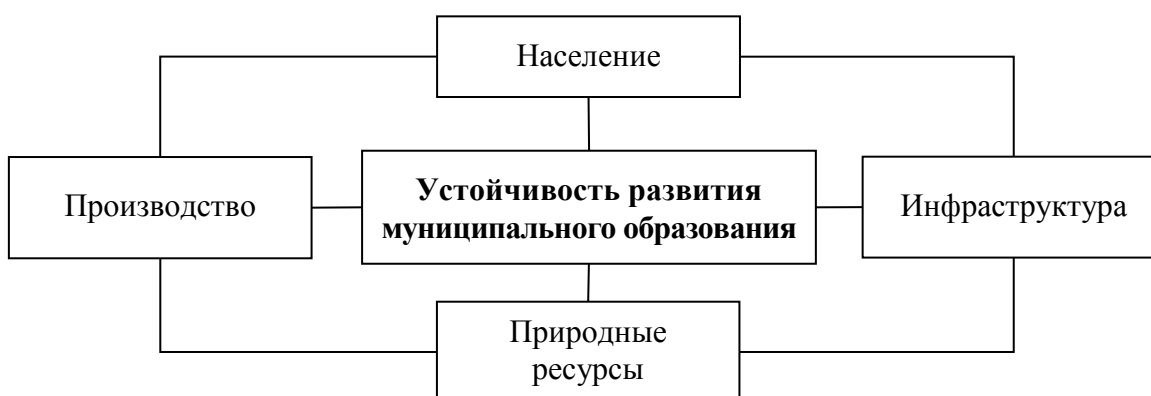 Население
Производство
Устойчивость развития
муниципального образования
Инфраструктура
Природные
ресурсы